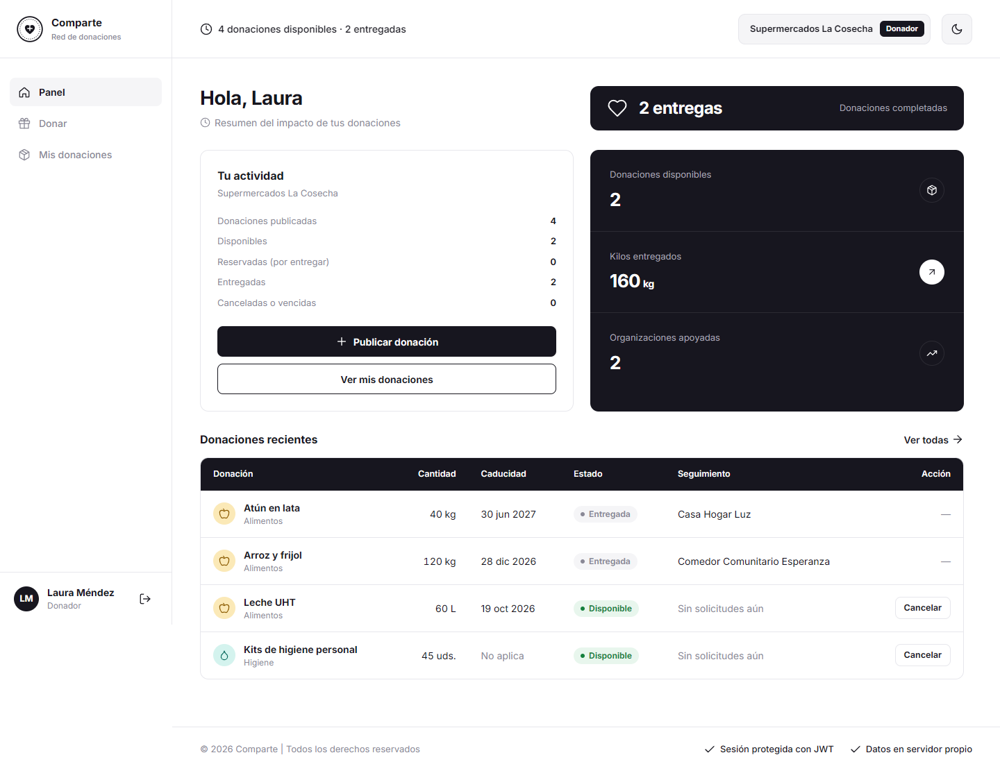 Comparte
Red de donaciones
4 donaciones disponibles · 2 entregadas
Supermercados La Cosecha Donador
Panel
Donar
Mis donaciones
Laura Méndez
LM
Donador
Hola, Laura
Resumen del impacto de tus donaciones
2 entregas Donaciones completadas
Tu actividad
Supermercados La Cosecha
Donaciones publicadas 4
Disponibles 2
Reservadas (por entregar) 0
Entregadas 2
Canceladas o vencidas 0
Publicar donación
Ver mis donaciones
Donaciones disponibles
2
Kilos entregados
160 kg
Organizaciones apoyadas
2
Donaciones recientes Ver todas
Donación Cantidad Caducidad Estado Seguimiento Acción
Atún en lata
Alimentos
40 kg 30 jun 2027 Entregada Casa Hogar Luz —
Arroz y frijol
Alimentos
120 kg 28 dic 2026 Entregada Comedor Comunitario Esperanza —
Leche UHT
Alimentos
60 L 19 oct 2026 Disponible Sin solicitudes aún Cancelar
Kits de higiene personal
Higiene
45 uds. No aplica Disponible Sin solicitudes aún Cancelar
© 2026 Comparte | Todos los derechos reservados Sesión protegida con JWT Datos en servidor propio